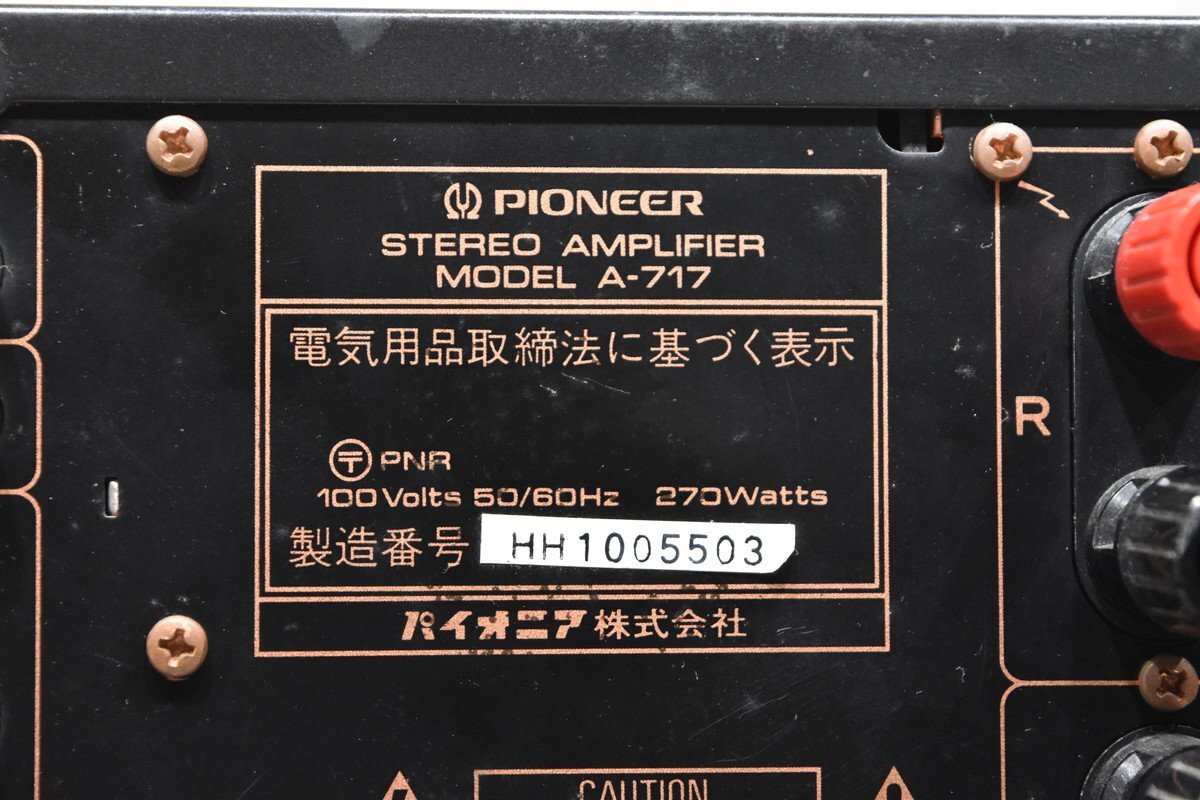 PIONEER
STEREO AMPLIFIER
MODEL A-717
電気用品取締法に基づく表示
〒 PNR
100Volts 50/60Hz 270Watts
製造番号 HH1005503
パイオニア株式会社
R
CAUTION